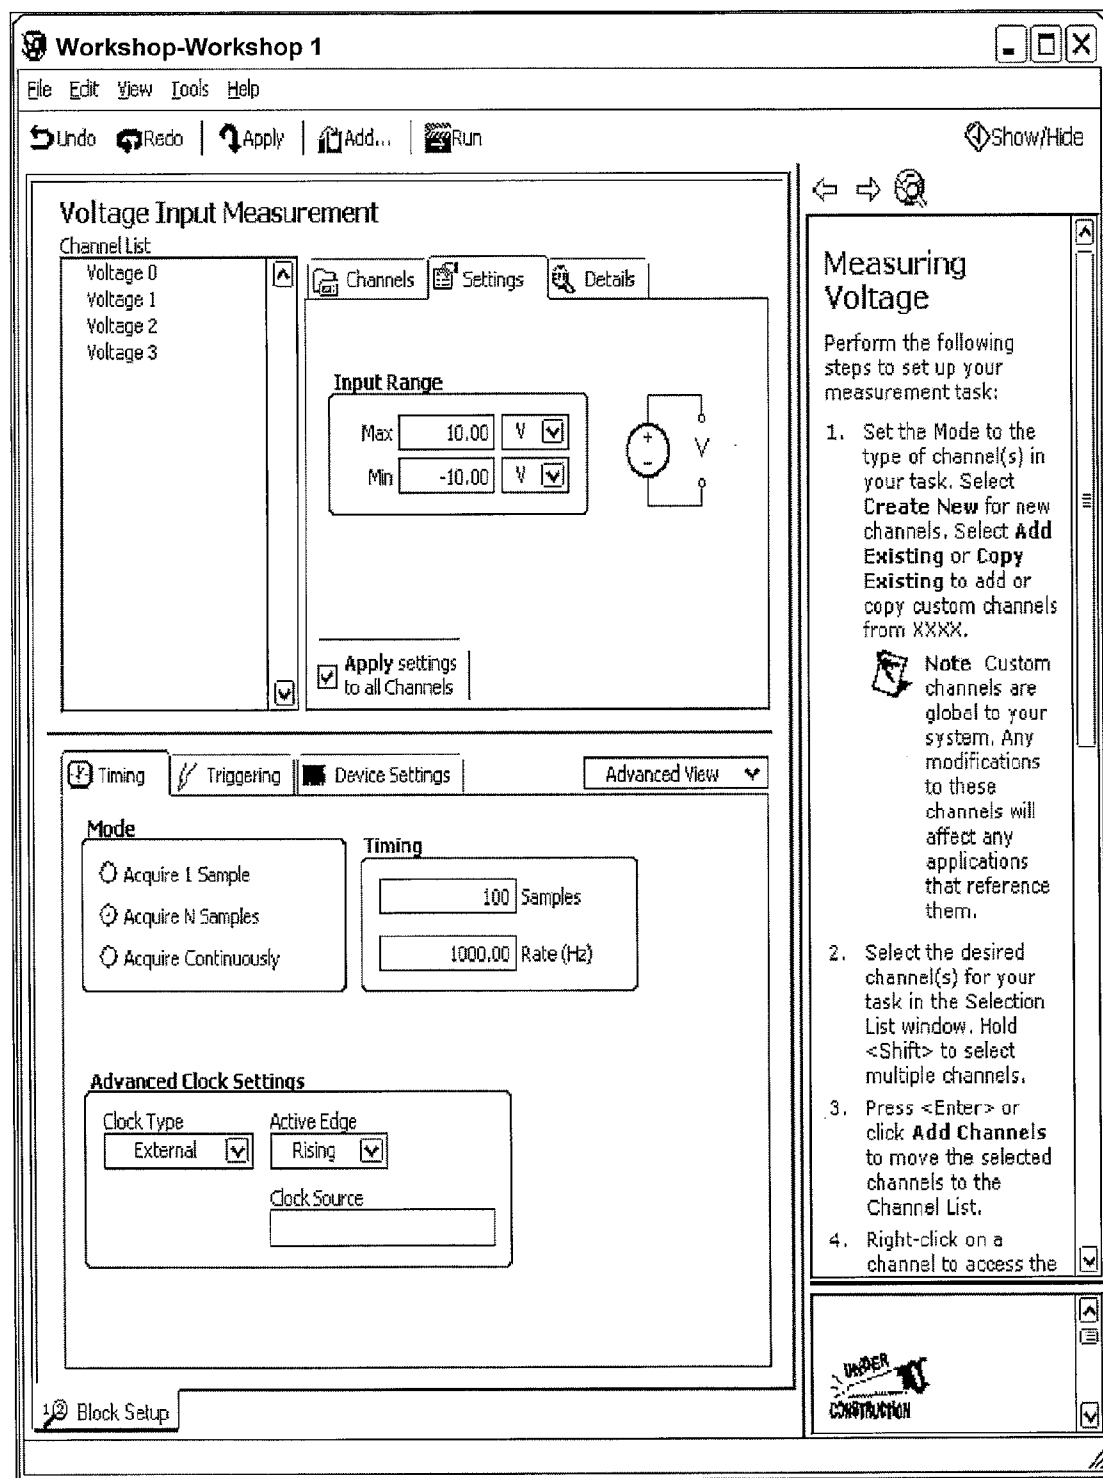 Workshop-Workshop 1
File Edit View Tools Help
Undo Redo Apply Add... Run Show/Hide
Voltage Input Measurement
Channel List
Voltage 0
Voltage 1
Voltage 2
Voltage 3
Channels Settings Details
Input Range
Max 10.00 V
Min -10.00 V
+
V
−
Apply settings
to all Channels
Timing Triggering Device Settings Advanced View
Mode
Acquire 1 Sample
Acquire N Samples
Acquire Continuously
Timing
100 Samples
1000.00 Rate (Hz)
Advanced Clock Settings
Clock Type Active Edge
External Rising
Clock Source
Block Setup
Measuring
Voltage
Perform the following
steps to set up your
measurement task:
1. Set the Mode to the
type of channel(s) in
your task. Select
Create New for new
channels. Select Add
Existing or Copy
Existing to add or
copy custom channels
from XXXX.
Note Custom
channels are
global to your
system. Any
modifications
to these
channels will
affect any
applications
that reference
them.
2. Select the desired
channel(s) for your
task in the Selection
List window. Hold
<Shift> to select
multiple channels.
3. Press <Enter> or
click Add Channels
to move the selected
channels to the
Channel List.
4. Right-click on a
channel to access the
UNDER
CONSTRUCTION